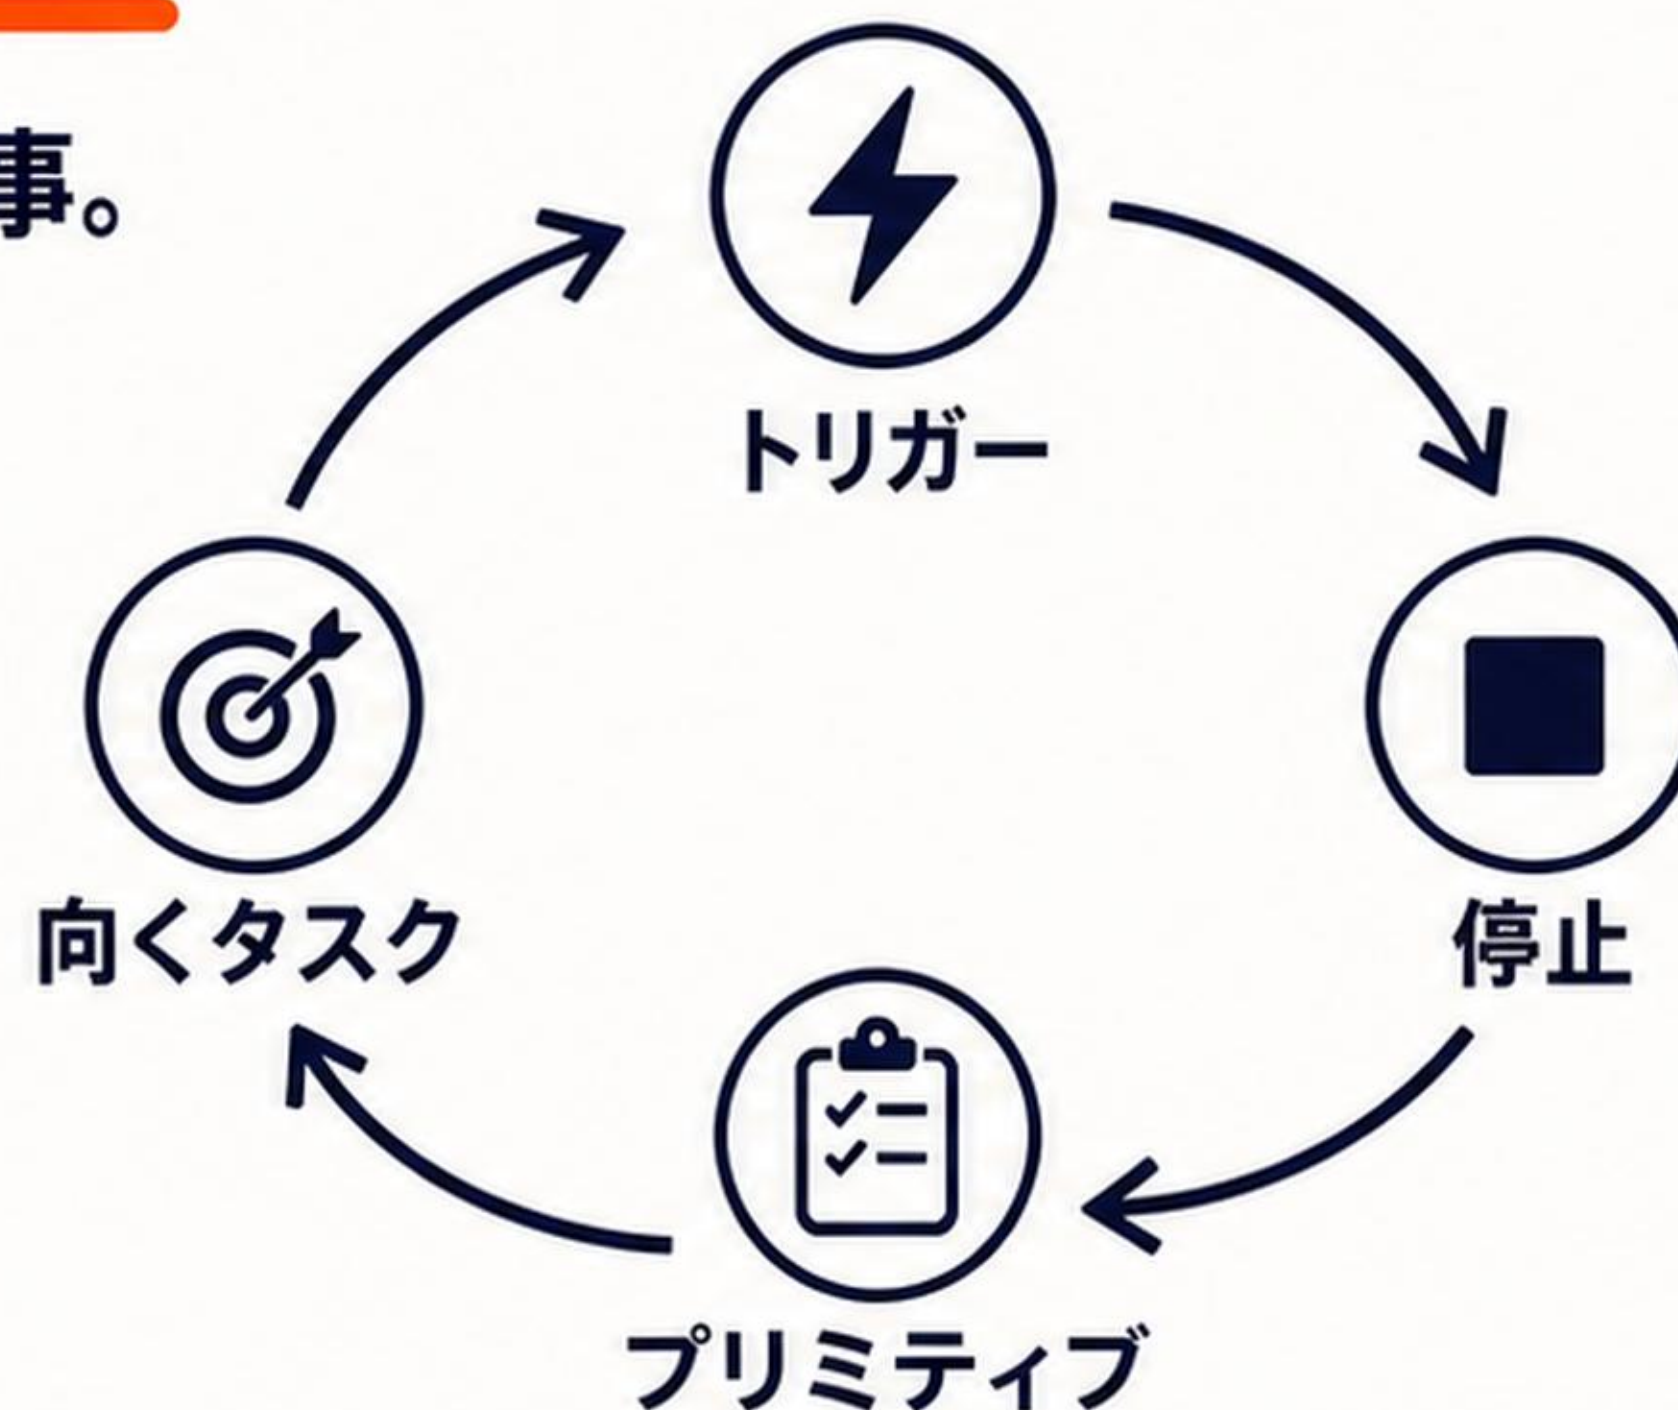 事。
トリガー
向くタスク
停止
プリミティブ